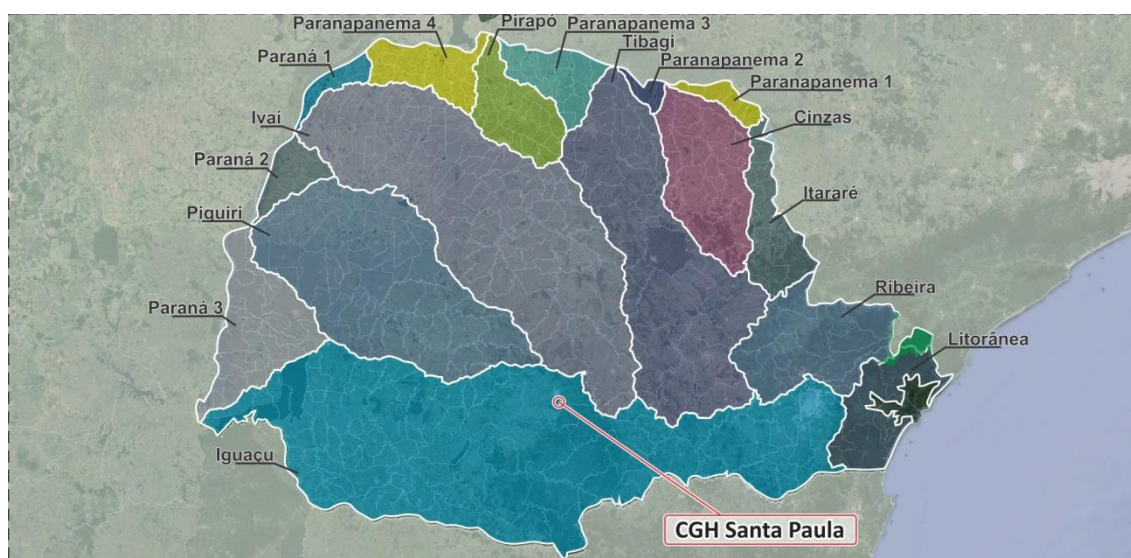 Paranapanema 4
Pirapó
Paranapanema 3
Paraná 1
Tibagi
Paranapanema 2
Paranapanema 1
Ivaí
Cinzas
Paraná 2
Itararé
Piquiri
Paraná 3
Ribeira
Litorânea
Iguaçu
CGH Santa Paula